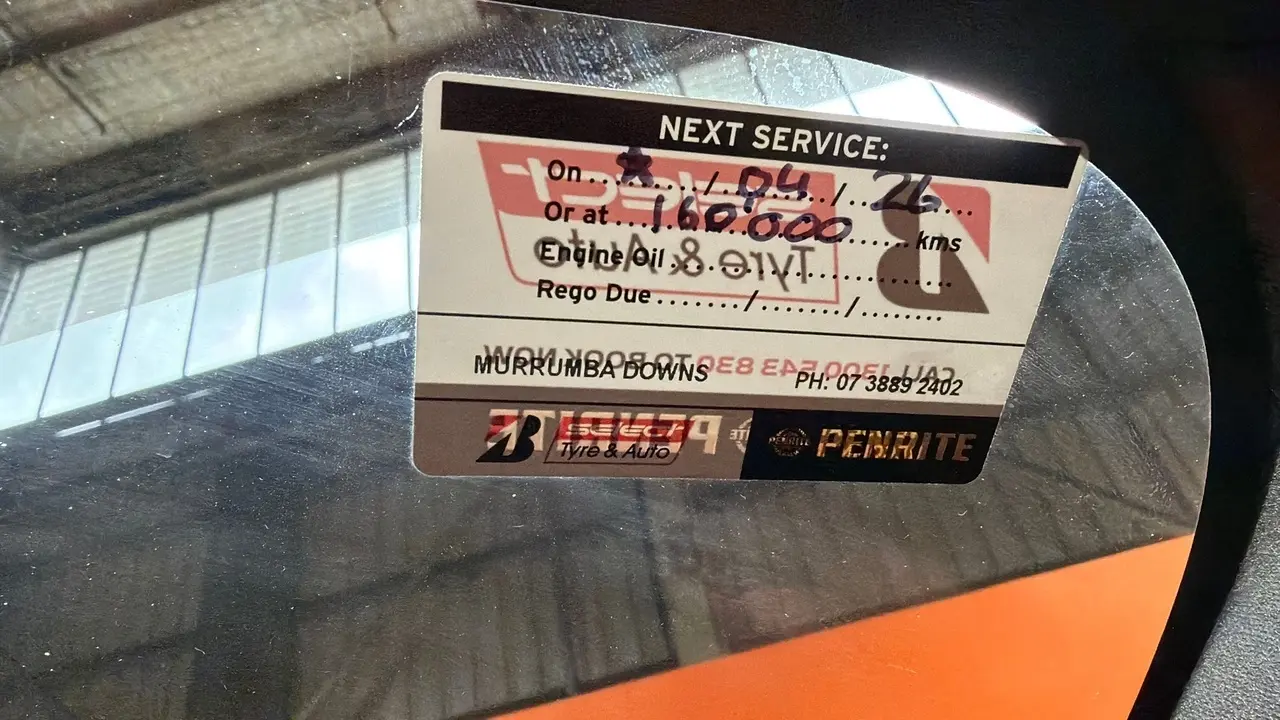 NEXT SERVICE:
On ...★.../...04.../...26...
Or at ...160'000... kms
Engine Oil ...
Rego Due ......./......./........
CALL 1300 543 830 TO BOOK NOW
MURRUMBA DOWNS PH: 07 3889 2402
B SELECT Tyre & Auto PENRITE PENRITE